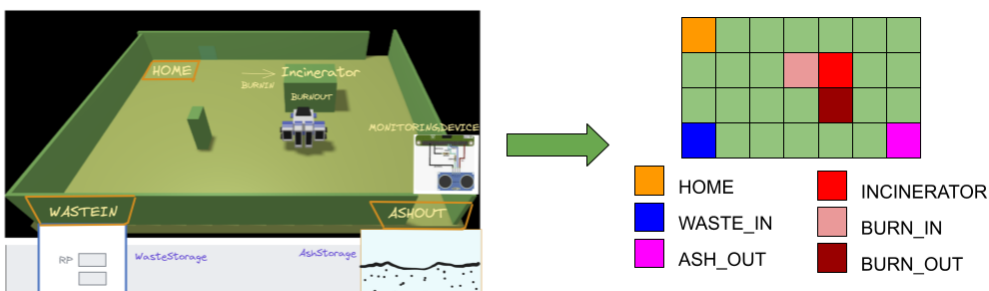 HOME
Incinerator
BURNIN
BURNOUT
MONITORINGDEVICE
WASTEIN
ASHOUT
RP
WasteStorage
AshStorage
HOME
WASTE_IN
ASH_OUT
INCINERATOR
BURN_IN
BURN_OUT